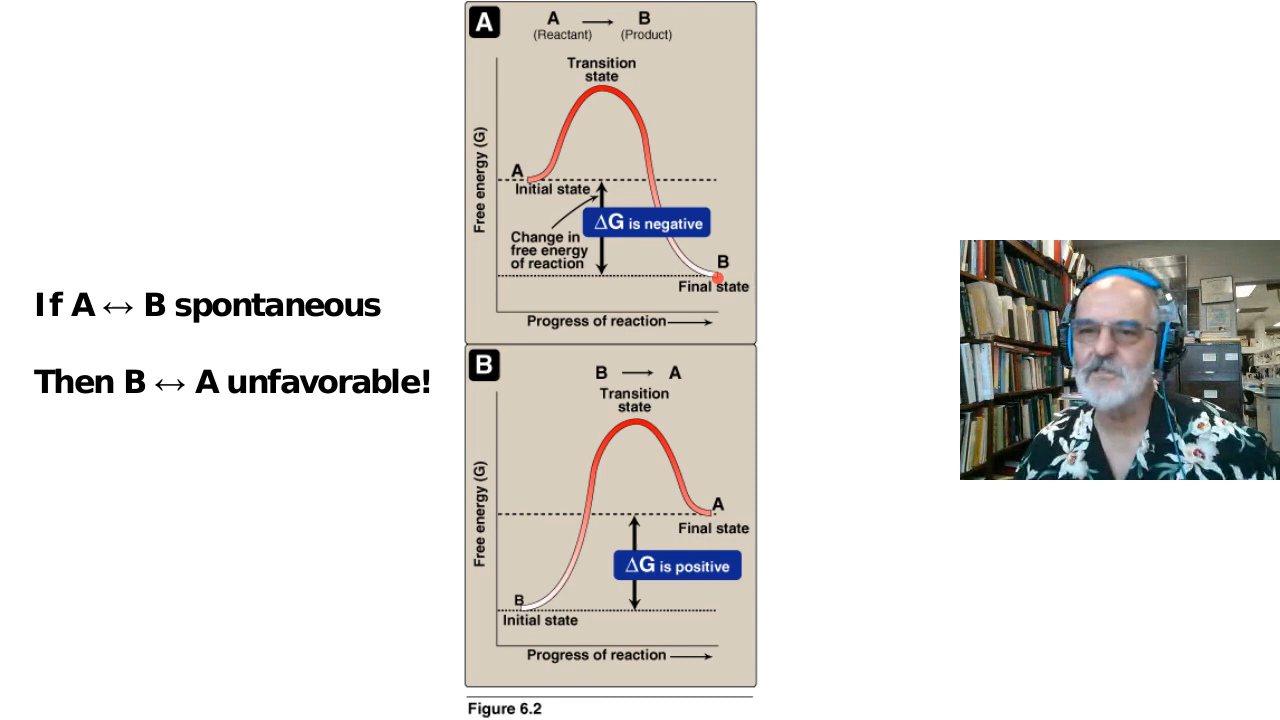 If A ↔ B spontaneous
Then B ↔ A unfavorable!
A
A → B
(Reactant) (Product)
Transition
state
Free energy (G)
A
Initial state
ΔG is negative
Change in
free energy
of reaction
B
Final state
Progress of reaction →
B
B → A
Transition
state
Free energy (G)
A
Final state
ΔG is positive
B
Initial state
Progress of reaction →
Figure 6.2